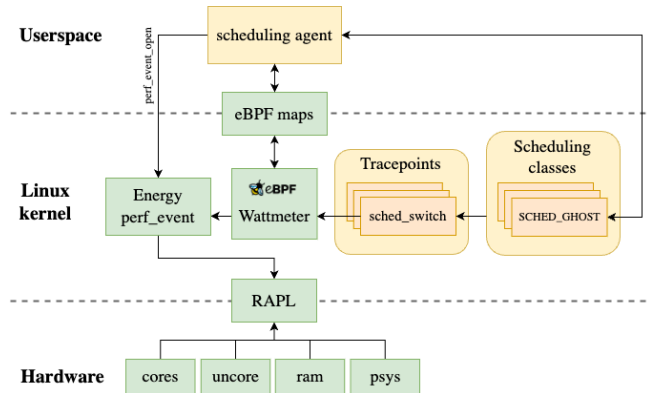 Userspace
scheduling agent
perf_event_open
eBPF maps
Linux
kernel
Energy
perf_event
eBPF
Wattmeter
Tracepoints
sched_switch
Scheduling
classes
SCHED_GHOST
RAPL
Hardware
cores
uncore
ram
psys